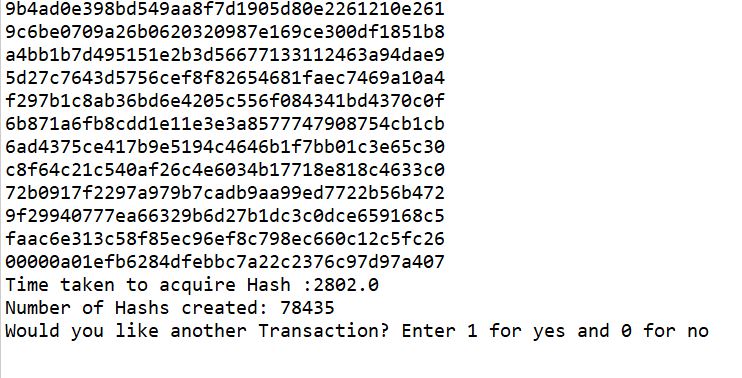 9b4ad0e398bd549aa8f7d1905d80e2261210e261
9c6be0709a26b0620320987e169ce300df1851b8
a4bb1b7d495151e2b3d56677133112463a94dae9
5d27c7643d5756cef8f82654681faec7469a10a4
f297b1c8ab36bd6e4205c556f084341bd4370c0f
6b871a6fb8cdd1e11e3e3a8577747908754cb1cb
6ad4375ce417b9e5194c4646b1f7bb01c3e65c30
c8f64c21c540af26c4e6034b17718e818c4633c0
72b0917f2297a979b7cadb9aa99ed7722b56b472
9f29940777ea66329b6d27b1dc3c0dce659168c5
faac6e313c58f85ec96ef8c798ec660c12c5fc26
00000a01efb6284dfebbc7a22c2376c97d97a407
Time taken to acquire Hash :2802.0
Number of Hashs created: 78435
Would you like another Transaction? Enter 1 for yes and 0 for no